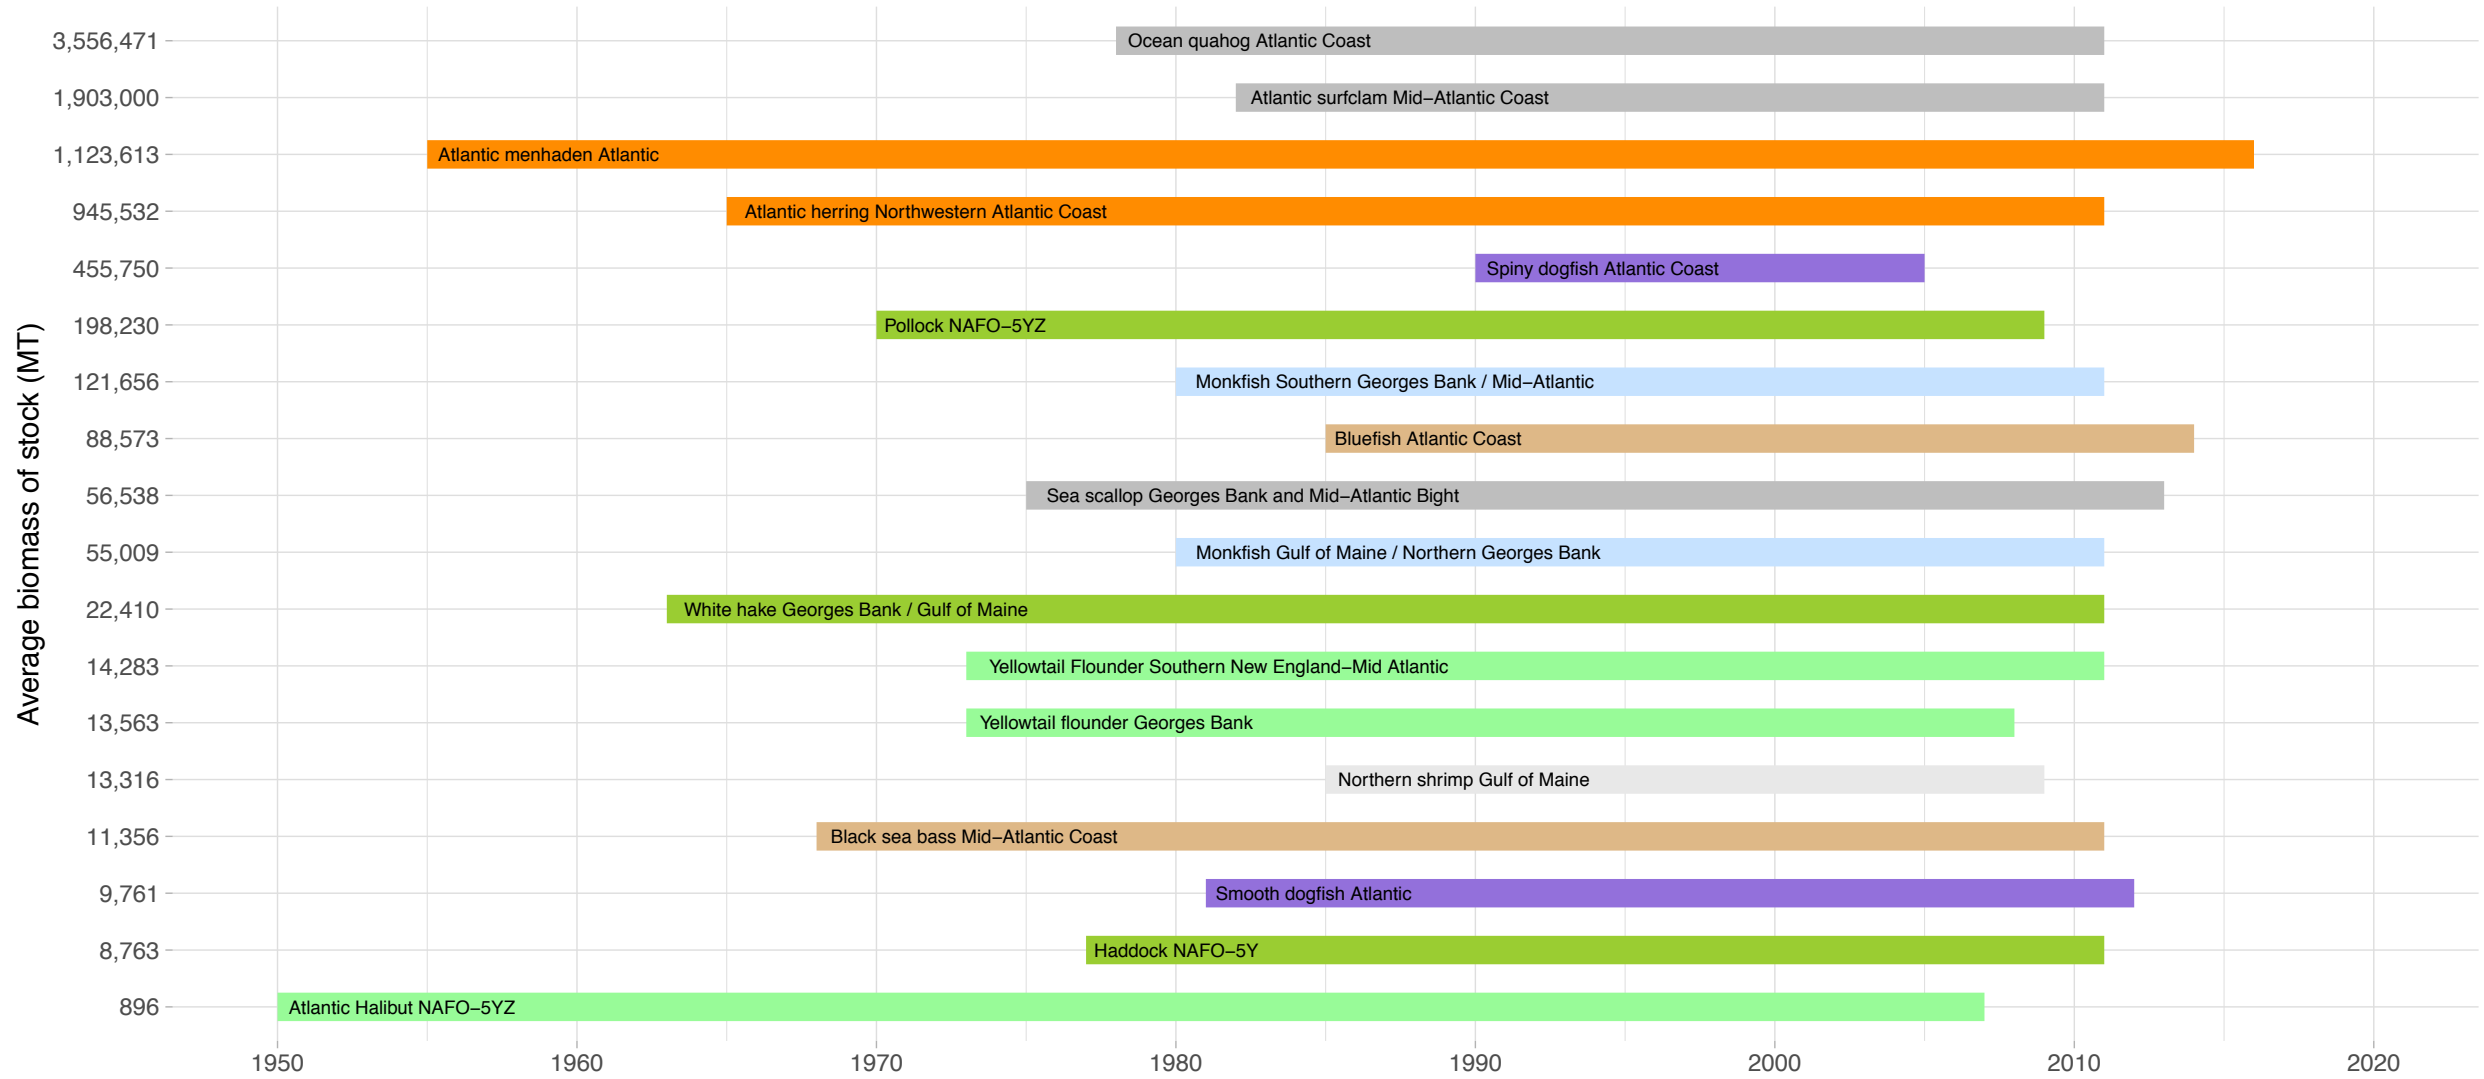 3,556,471
Ocean quahog Atlantic Coast
1,903,000
Atlantic surfclam Mid−Atlantic Coast
1,123,613
Atlantic menhaden Atlantic
945,532
Atlantic herring Northwestern Atlantic Coast
455,750
Spiny dogfish Atlantic Coast
198,230
Pollock NAFO−5YZ
121,656
Monkfish Southern Georges Bank / Mid−Atlantic
88,573
Bluefish Atlantic Coast
56,538
Sea scallop Georges Bank and Mid−Atlantic Bight
55,009
Monkfish Gulf of Maine / Northern Georges Bank
22,410
White hake Georges Bank / Gulf of Maine
14,283
Yellowtail Flounder Southern New England−Mid Atlantic
13,563
Yellowtail flounder Georges Bank
13,316
Northern shrimp Gulf of Maine
11,356
Black sea bass Mid−Atlantic Coast
9,761
Smooth dogfish Atlantic
8,763
Haddock NAFO−5Y
896
Atlantic Halibut NAFO−5YZ
Average biomass of stock (MT)
1950 1960 1970 1980 1990 2000 2010 2020